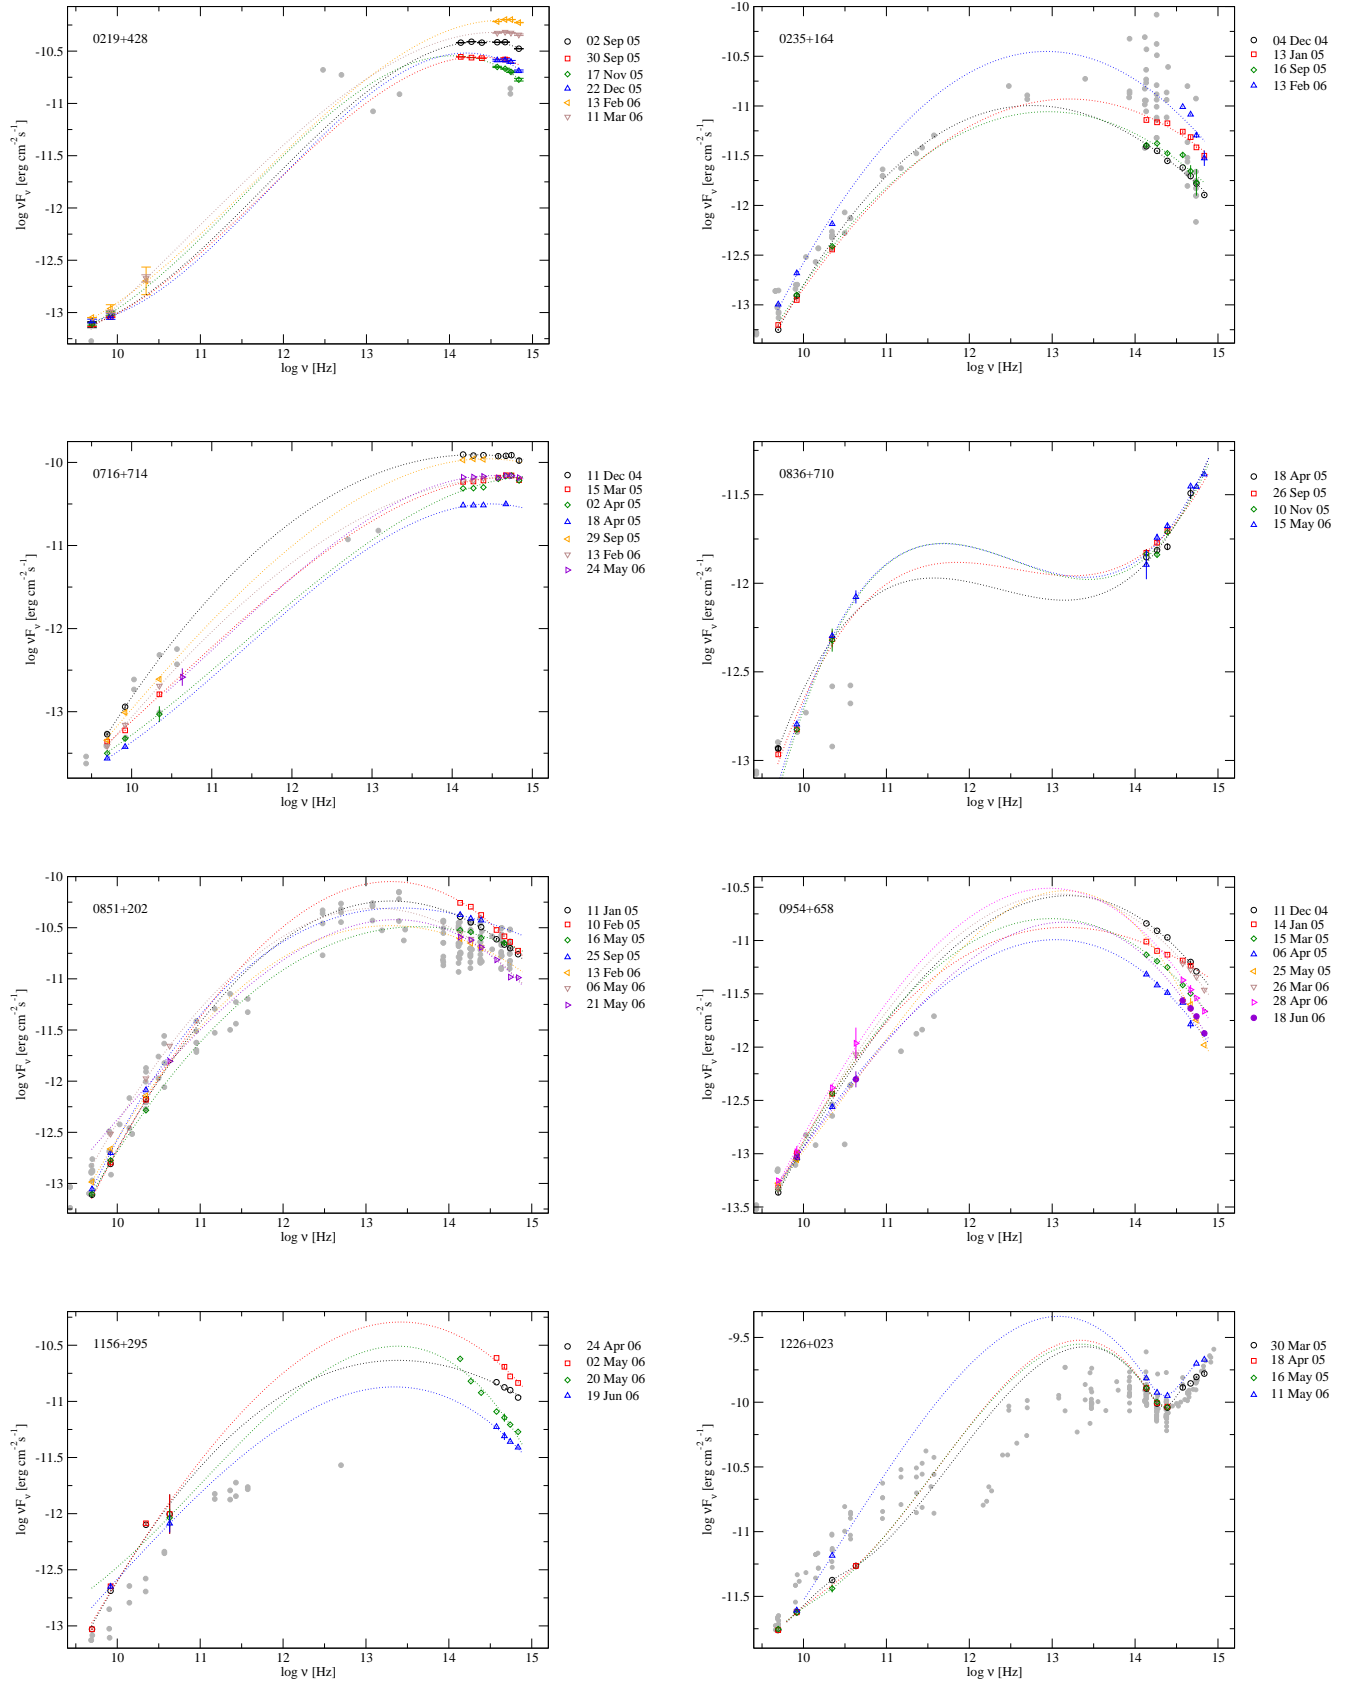 0219+428
02 Sep 05
30 Sep 05
17 Nov 05
22 Dec 05
13 Feb 06
11 Mar 06
-10.5
-11
-11.5
-12
-12.5
-13
log νFν [erg cm-2 s-1]
10 11 12 13 14 15
log ν [Hz]
0235+164
04 Dec 04
13 Jan 05
16 Sep 05
13 Feb 06
-10
-10.5
-11
-11.5
-12
-12.5
-13
log νFν [erg cm-2 s-1]
10 11 12 13 14 15
log ν [Hz]
0716+714
11 Dec 04
15 Mar 05
02 Apr 05
18 Apr 05
29 Sep 05
13 Feb 06
24 May 06
-10
-11
-12
-13
log νFν [erg cm-2 s-1]
10 11 12 13 14 15
log ν [Hz]
0836+710
18 Apr 05
26 Sep 05
10 Nov 05
15 May 06
-11.5
-12
-12.5
-13
log νFν [erg cm-2 s-1]
10 11 12 13 14 15
log ν [Hz]
0851+202
11 Jan 05
10 Feb 05
16 May 05
25 Sep 05
13 Feb 06
06 May 06
21 May 06
-10
-10.5
-11
-11.5
-12
-12.5
-13
log νFν [erg cm-2 s-1]
10 11 12 13 14 15
log ν [Hz]
0954+658
11 Dec 04
14 Jan 05
15 Mar 05
06 Apr 05
25 May 05
26 Mar 06
28 Apr 06
18 Jun 06
-10.5
-11
-11.5
-12
-12.5
-13
-13.5
log νFν [erg cm-2 s-1]
10 11 12 13 14 15
log ν [Hz]
1156+295
24 Apr 06
02 May 06
20 May 06
19 Jun 06
-10.5
-11
-11.5
-12
-12.5
-13
log νFν [erg cm-2 s-1]
10 11 12 13 14 15
log ν [Hz]
1226+023
30 Mar 05
18 Apr 05
16 May 05
11 May 06
-9.5
-10
-10.5
-11
-11.5
log νFν [erg cm-2 s-1]
10 11 12 13 14 15
log ν [Hz]